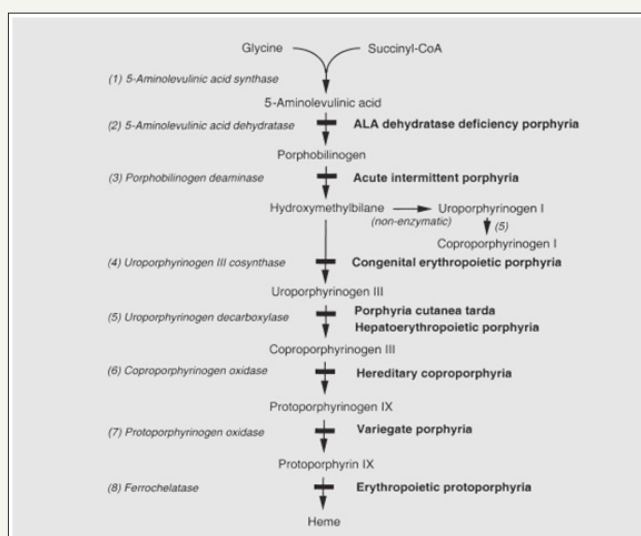 Glycine Succinyl-CoA
(1) 5-Aminolevulinic acid synthase
5-Aminolevulinic acid
(2) 5-Aminolevulinic acid dehydratase ALA dehydratase deficiency porphyria
Porphobilinogen
(3) Porphobilinogen deaminase Acute intermittent porphyria
Hydroxymethylbilane Uroporphyrinogen I
(non-enzymatic) (5)
Coproporphyrinogen I
(4) Uroporphyrinogen III cosynthase Congenital erythropoietic porphyria
Uroporphyrinogen III
(5) Uroporphyrinogen decarboxylase Porphyria cutanea tarda
Hepatoerythropoietic porphyria
Coproporphyrinogen III
(6) Coproporphyrinogen oxidase Hereditary coproporphyria
Protoporphyrinogen IX
(7) Protoporphyrinogen oxidase Variegate porphyria
Protoporphyrin IX
(8) Ferrochelatase Erythropoietic protoporphyria
Heme